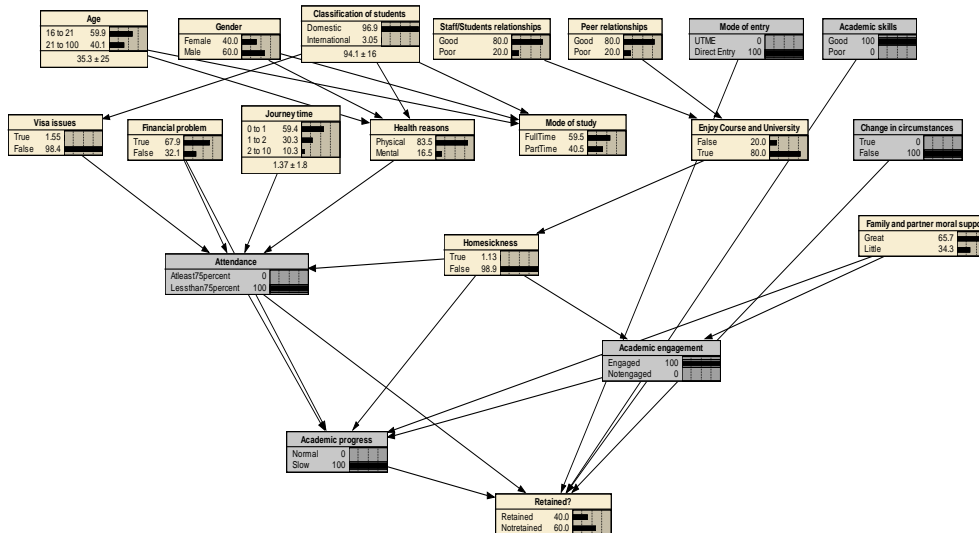 Age
16 to 21 59.9
21 to 100 40.1
35.3 ± 25
Gender
Female 40.0
Male 60.0
Classification of students
Domestic 96.9
International 3.05
94.1 ± 16
Staff/Students relationships
Good 80.0
Poor 20.0
Peer relationships
Good 80.0
Poor 20.0
Mode of entry
UTME 0
Direct Entry 100
Academic skills
Good 100
Poor 0
Visa issues
True 1.55
False 98.4
Financial problem
True 67.9
False 32.1
Journey time
0 to 1 59.4
1 to 2 30.3
2 to 10 10.3
1.37 ± 1.8
Health reasons
Physical 83.5
Mental 16.5
Mode of study
FullTime 59.5
PartTime 40.5
Enjoy Course and University
False 20.0
True 80.0
Change in circumstances
True 0
False 100
Family and partner moral suppo
Great 65.7
Little 34.3
Homesickness
True 1.13
False 98.9
Attendance
Atleast75percent 0
Lessthan75percent 100
Academic engagement
Engaged 100
Notengaged 0
Academic progress
Normal 0
Slow 100
Retained?
Retained 40.0
Notretained 60.0